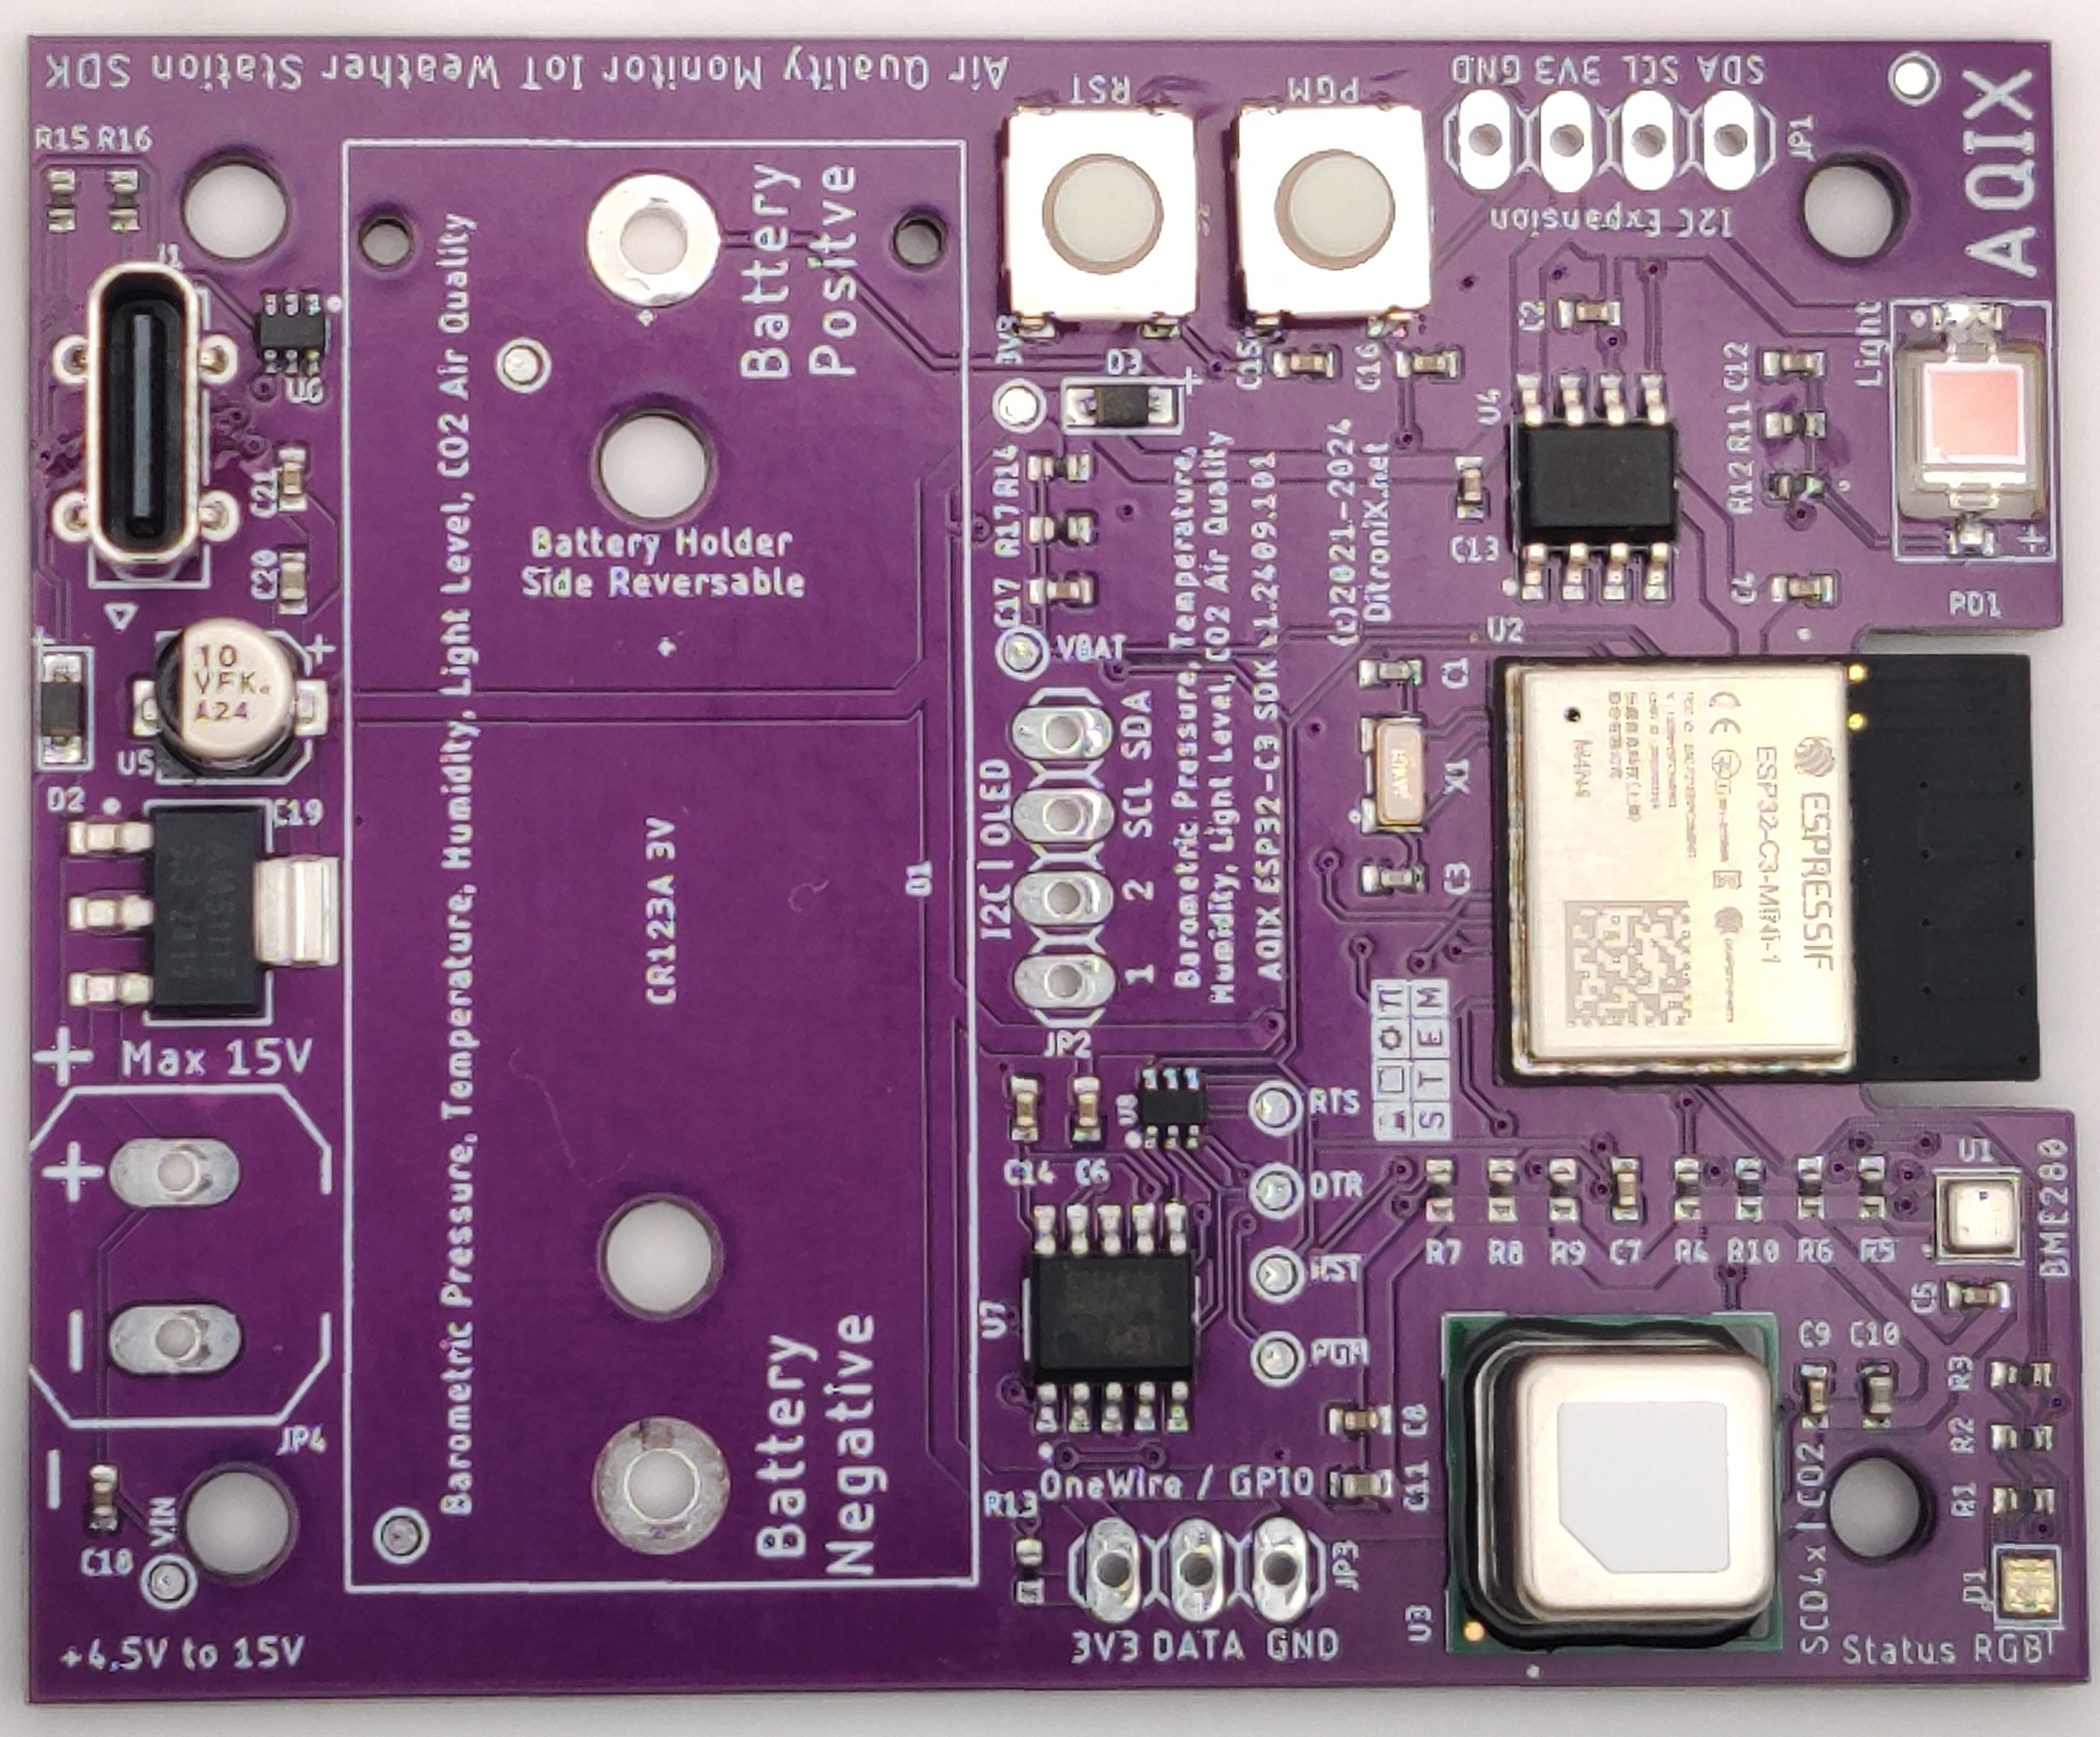 Air Quality Monitor IoT Weather Station SDK
R15 R16
J1
U6
C21
C20
+
10
VFK.
A24
+
U5
D2
C19
+ Max 15V
+
−
JP4
−
C18
VIN
+4.5V to 15V
Barometric Pressure, Temperature, Humidity, Light Level, CO2 Air Quality
Battery
Positve
Battery Holder
Side Reversable
CR123A 3V
B1
Battery
Negative
RST
PGM
GND 3V3 SCL SDA
JP1
I2C Expansion
AQIX
3V3
D3
+
C15
C16
C2
U4
C12
R11
R12
Light
+
PD1
R14
R17
C17
VBAT
C13
C4
U2
Barometric Pressure, Temperature,
Humidity, Light Level, CO2 Air Quality
AQIX ESP32-C3 SDK v1.2409.101
(c)2021-2024
DitroniX.net
I2C | OLED
1 2 SCL SDA
JP2
C1
X1
C3
ESPRESSIF
ESP32-C3-MINI-1
STEM
C14 C6
U8
RTS
DTR
RST
PGM
U7
R7 R8 R9 C7 R4 R10 R6 R5
U1
BME280
C5
C9 C10
R3
R2
R1
C8
C11
R13
OneWire / GPIO
JP3
3V3 DATA GND
U3
SCD4x | CO2
D1
Status RGB